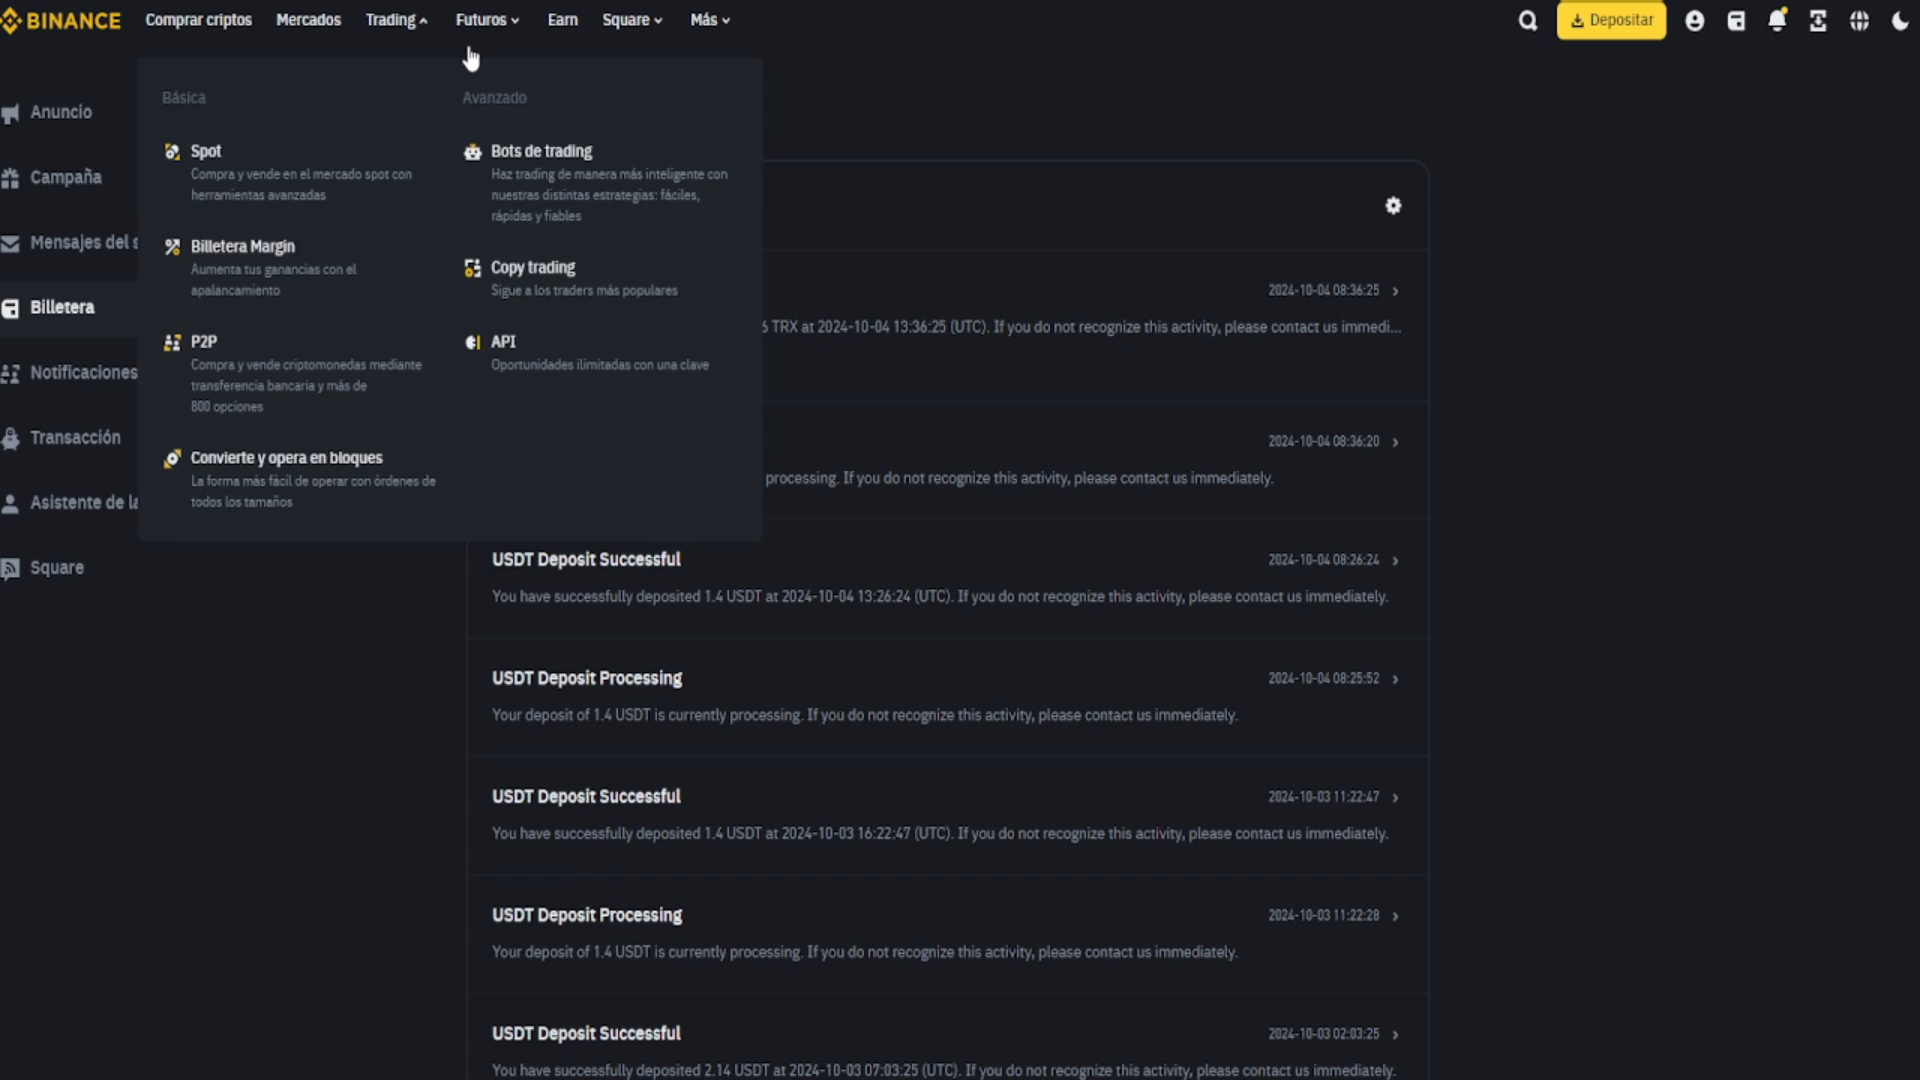 BINANCE
Comprar criptos
Mercados
Trading
Futuros
Earn
Square
Más
Depositar
Anuncio
Campaña
Mensajes del
Billetera
Notificaciones
Transacción
Asistente de
Square
Básica
Spot
Compra y vende en el mercado spot con
herramientas avanzadas
Billetera Margin
Aumenta tus ganancias con el
apalancamiento
P2P
Compra y vende criptomonedas mediante
transferencia bancaria y más de
800 opciones
Convierte y opera en bloques
La forma más fácil de operar con órdenes de
todos los tamaños
Avanzado
Bots de trading
Haz trading de manera más inteligente con
nuestras distintas estrategias: fáciles,
rápidas y fiables
Copy trading
Sigue a los traders más populares
API
Oportunidades ilimitadas con una clave
2024-10-04 08:36:25
TRX at 2024-10-04 13:36:25 (UTC). If you do not recognize this activity, please contact us immedi...
2024-10-04 08:36:20
processing. If you do not recognize this activity, please contact us immediately.
USDT Deposit Successful
2024-10-04 08:26:24
You have successfully deposited 1.4 USDT at 2024-10-04 13:26:24 (UTC). If you do not recognize this activity, please contact us immediately.
USDT Deposit Processing
2024-10-04 08:25:52
Your deposit of 1.4 USDT is currently processing. If you do not recognize this activity, please contact us immediately.
USDT Deposit Successful
2024-10-03 11:22:47
You have successfully deposited 1.4 USDT at 2024-10-03 16:22:47 (UTC). If you do not recognize this activity, please contact us immediately.
USDT Deposit Processing
2024-10-03 11:22:28
Your deposit of 1.4 USDT is currently processing. If you do not recognize this activity, please contact us immediately.
USDT Deposit Successful
2024-10-03 02:03:25
You have successfully deposited 2.14 USDT at 2024-10-03 07:03:25 (UTC). If you do not recognize this activity, please contact us immediately.